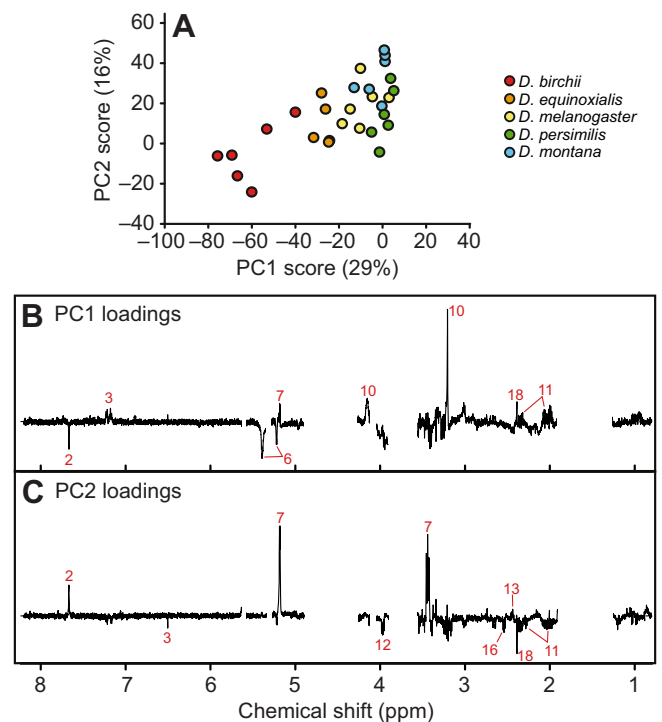 A
PC2 score (16%)
60
40
20
0
−20
−40
−100 −80 −60 −40 −20 0 20 40
PC1 score (29%)
D. birchii
D. equinoxialis
D. melanogaster
D. persimilis
D. montana
B PC1 loadings
10
3
7
10
18 11
2
6
C PC2 loadings
7
7
2
13
3
12
16 18 11
8 7 6 5 4 3 2 1
Chemical shift (ppm)